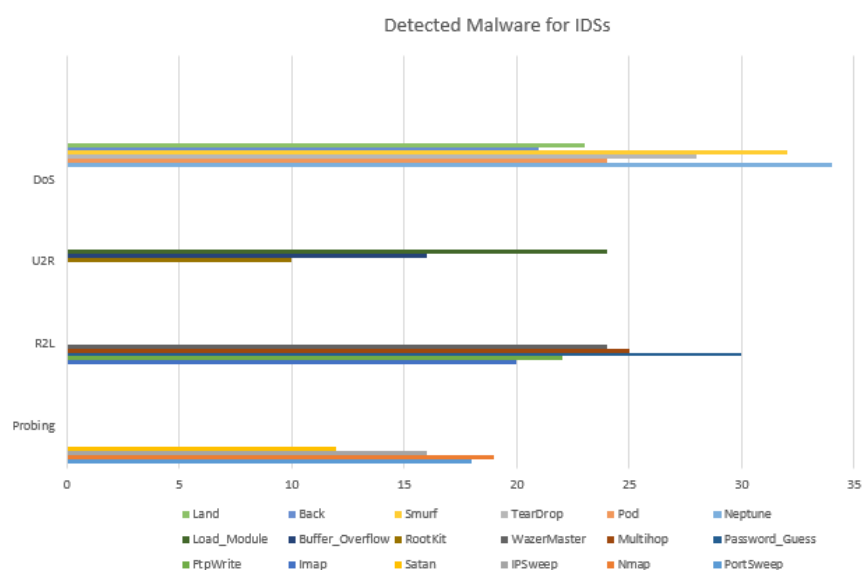 Detected Malware for IDSs
DoS
U2R
R2L
Probing
0 5 10 15 20 25 30 35
Land Back Smurf TearDrop Pod Neptune
Load_Module Buffer_Overflow RootKit WazerMaster Multihop Password_Guess
FtpWrite Imap Satan IPSweep Nmap PortSweep